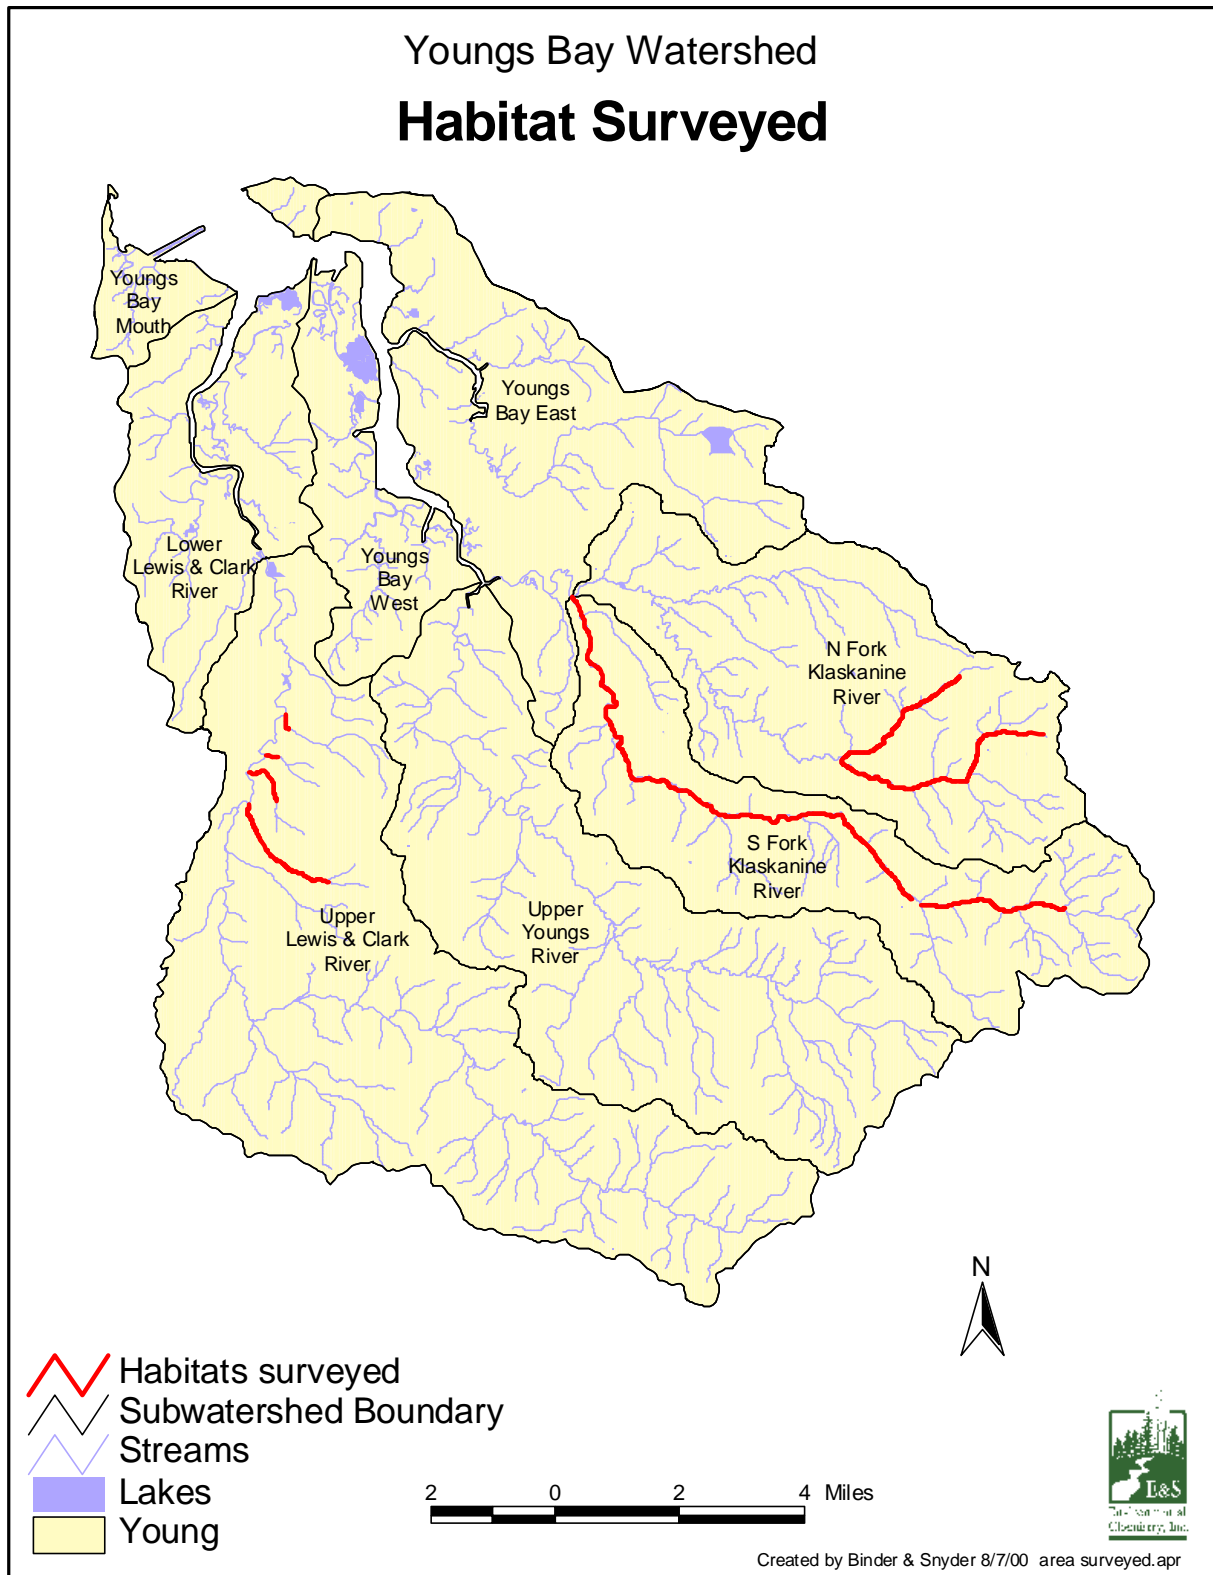 Youngs Bay Watershed
Habitat Surveyed
Youngs
Bay
Mouth
Youngs
Bay East
Lower
Lewis & Clark
River
Youngs
Bay
West
N Fork
Klaskanine
River
S Fork
Klaskanine
River
Upper
Lewis & Clark
River
Upper
Youngs
River
N
Habitats surveyed
Subwatershed Boundary
Streams
Lakes
Young
2 0 2 4 Miles
E&S
Chemistry, Inc.
Created by Binder & Snyder 8/7/00 area surveyed.apr